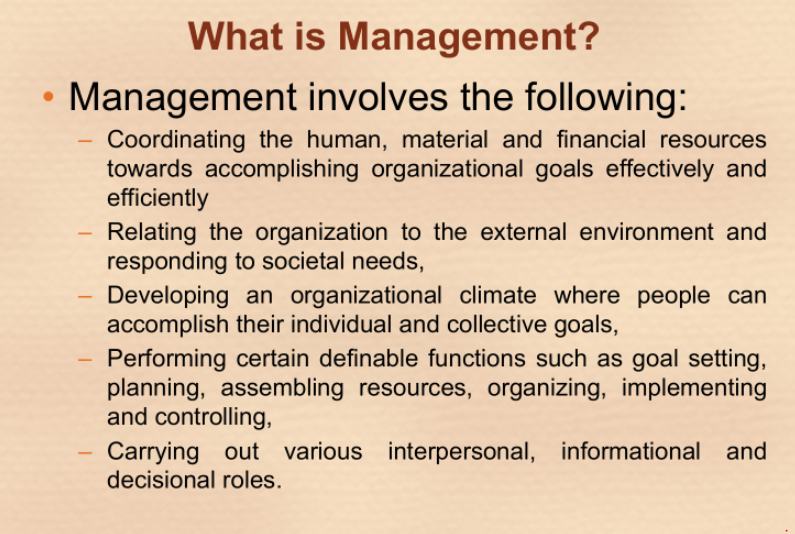 What is Management?
• Management involves the following:
– Coordinating the human, material and financial resources
towards accomplishing organizational goals effectively and
efficiently
– Relating the organization to the external environment and
responding to societal needs,
– Developing an organizational climate where people can
accomplish their individual and collective goals,
– Performing certain definable functions such as goal setting,
planning, assembling resources, organizing, implementing
and controlling,
– Carrying out various interpersonal, informational and
decisional roles.